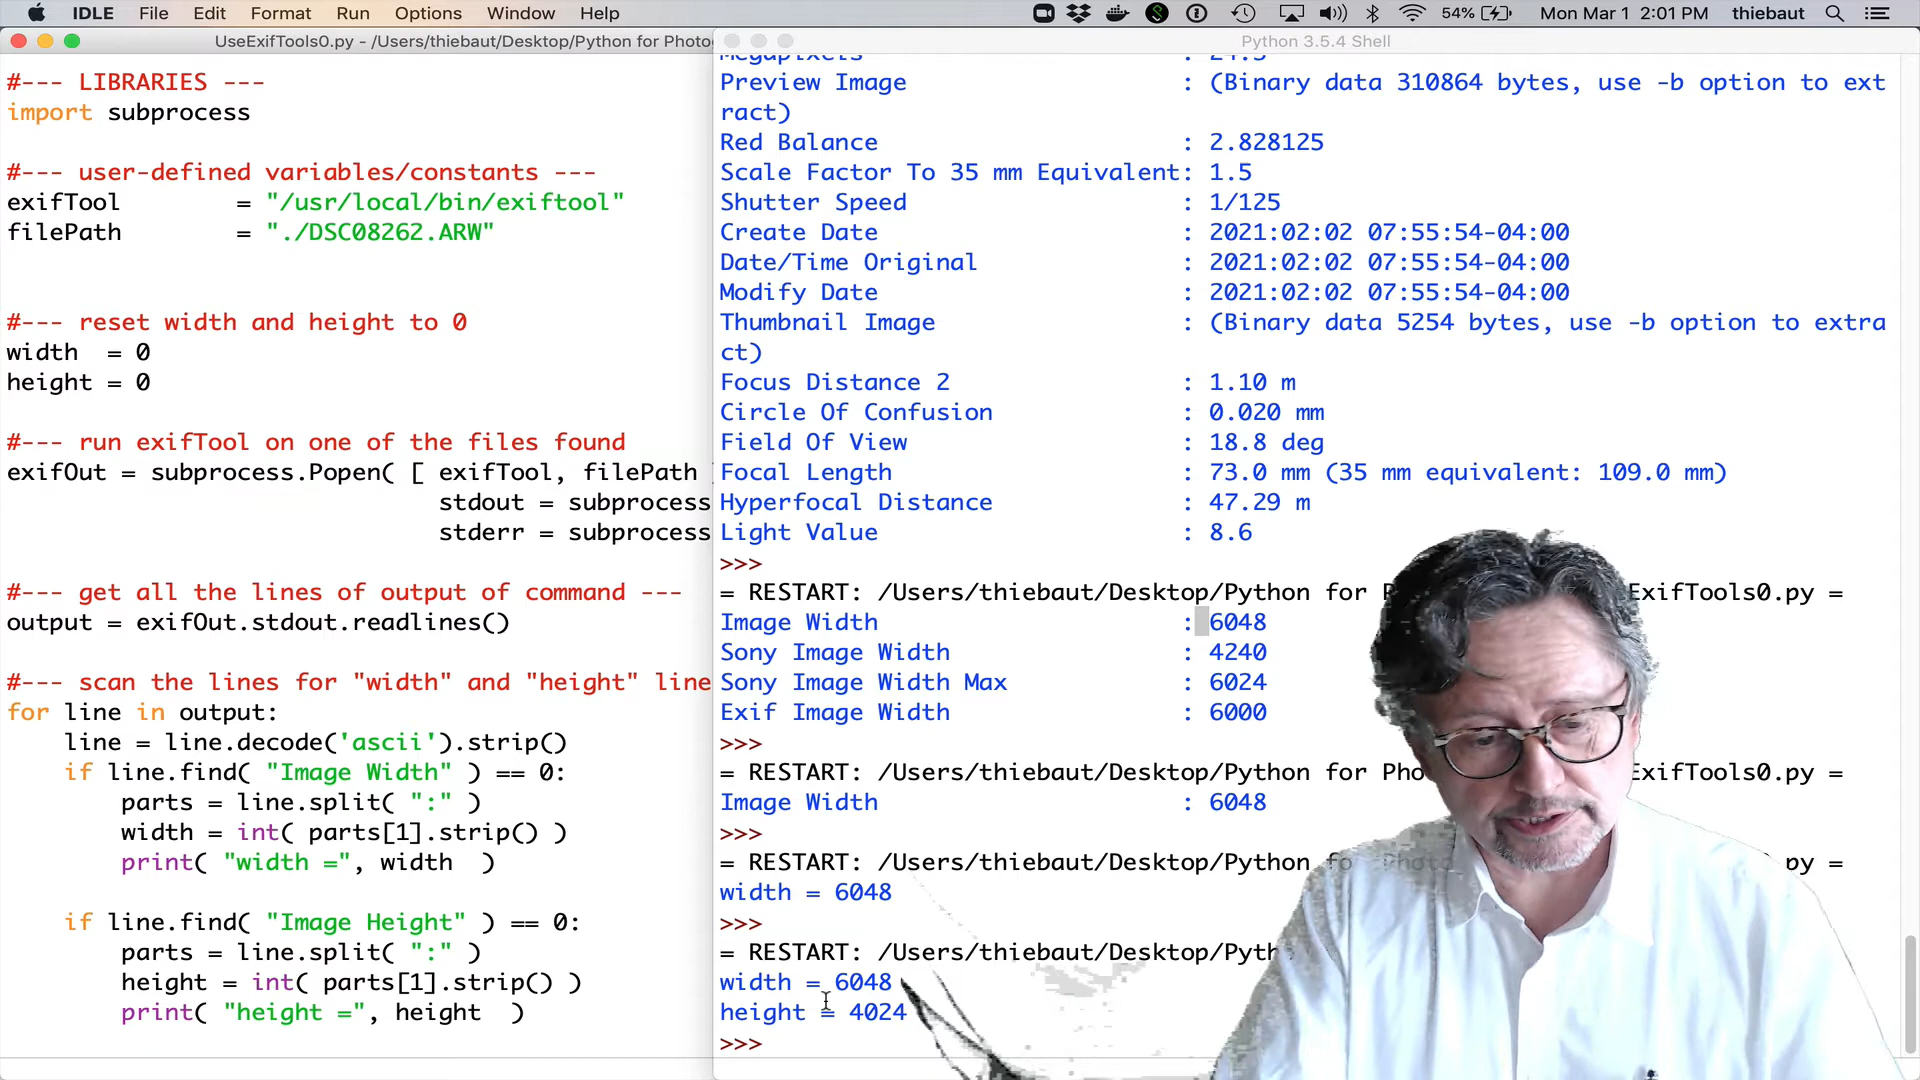 IDLE File Edit Format Run Options Window Help 54% Mon Mar 1 2:01 PM thiebaut
UseExifTools0.py - /Users/thiebaut/Desktop/Python for Photo
#--- LIBRARIES ---
import subprocess
#--- user-defined variables/constants ---
exifTool = "/usr/local/bin/exiftool"
filePath = "./DSC08262.ARW"
#--- reset width and height to 0
width = 0
height = 0
#--- run exifTool on one of the files found
exifOut = subprocess.Popen( [ exifTool, filePath ]
stdout = subprocess
stderr = subprocess
#--- get all the lines of output of command ---
output = exifOut.stdout.readlines()
#--- scan the lines for "width" and "height" line
for line in output:
line = line.decode('ascii').strip()
if line.find( "Image Width" ) == 0:
parts = line.split( ":" )
width = int( parts[1].strip() )
print( "width =", width )
if line.find( "Image Height" ) == 0:
parts = line.split( ":" )
height = int( parts[1].strip() )
print( "height =", height )
Python 3.5.4 Shell
Megapixels : 24.3
Preview Image : (Binary data 310864 bytes, use -b option to ext
ract)
Red Balance : 2.828125
Scale Factor To 35 mm Equivalent: 1.5
Shutter Speed : 1/125
Create Date : 2021:02:02 07:55:54-04:00
Date/Time Original : 2021:02:02 07:55:54-04:00
Modify Date : 2021:02:02 07:55:54-04:00
Thumbnail Image : (Binary data 5254 bytes, use -b option to extra
ct)
Focus Distance 2 : 1.10 m
Circle Of Confusion : 0.020 mm
Field Of View : 18.8 deg
Focal Length : 73.0 mm (35 mm equivalent: 109.0 mm)
Hyperfocal Distance : 47.29 m
Light Value : 8.6
>>>
= RESTART: /Users/thiebaut/Desktop/Python for P ExifTools0.py =
Image Width : 6048
Sony Image Width : 4240
Sony Image Width Max : 6024
Exif Image Width : 6000
>>>
= RESTART: /Users/thiebaut/Desktop/Python for Pho ExifTools0.py =
Image Width : 6048
>>>
= RESTART: /Users/thiebaut/Desktop/Python for Photo 0.py =
width = 6048
>>>
= RESTART: /Users/thiebaut/Desktop/Pyth
width = 6048
height = 4024
>>>